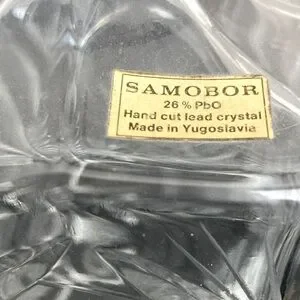 SAMOBOR
26 % PbO
Hand cut lead crystal
Made in Yugoslavia